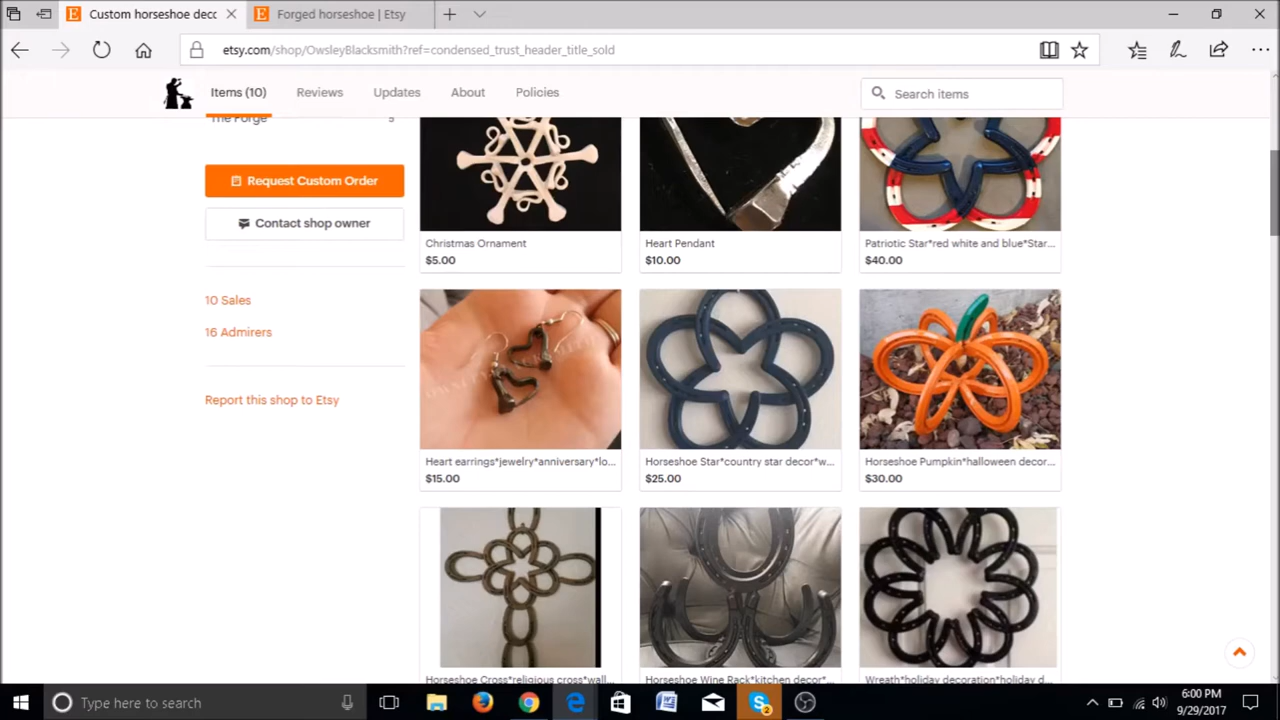 Custom horseshoe decc
Forged horseshoe | Etsy
etsy.com/shop/OwsleyBlacksmith?ref=condensed_trust_header_title_sold
Items (10)
Reviews
Updates
About
Policies
Search items
The Forge 5
Request Custom Order
Contact shop owner
10 Sales
16 Admirers
Report this shop to Etsy
Christmas Ornament
$5.00
Heart Pendant
$10.00
Patriotic Star*red white and blue*Star...
$40.00
Heart earrings*jewelry*anniversary*lo...
$15.00
Horseshoe Star*country star decor*w...
$25.00
Horseshoe Pumpkin*halloween decor...
$30.00
Horseshoe Cross*religious cross*wall
Horseshoe Wine Rack*kitchen decor*
Wreath*holiday decoration*holiday d
Type here to search
2
6:00 PM
9/29/2017